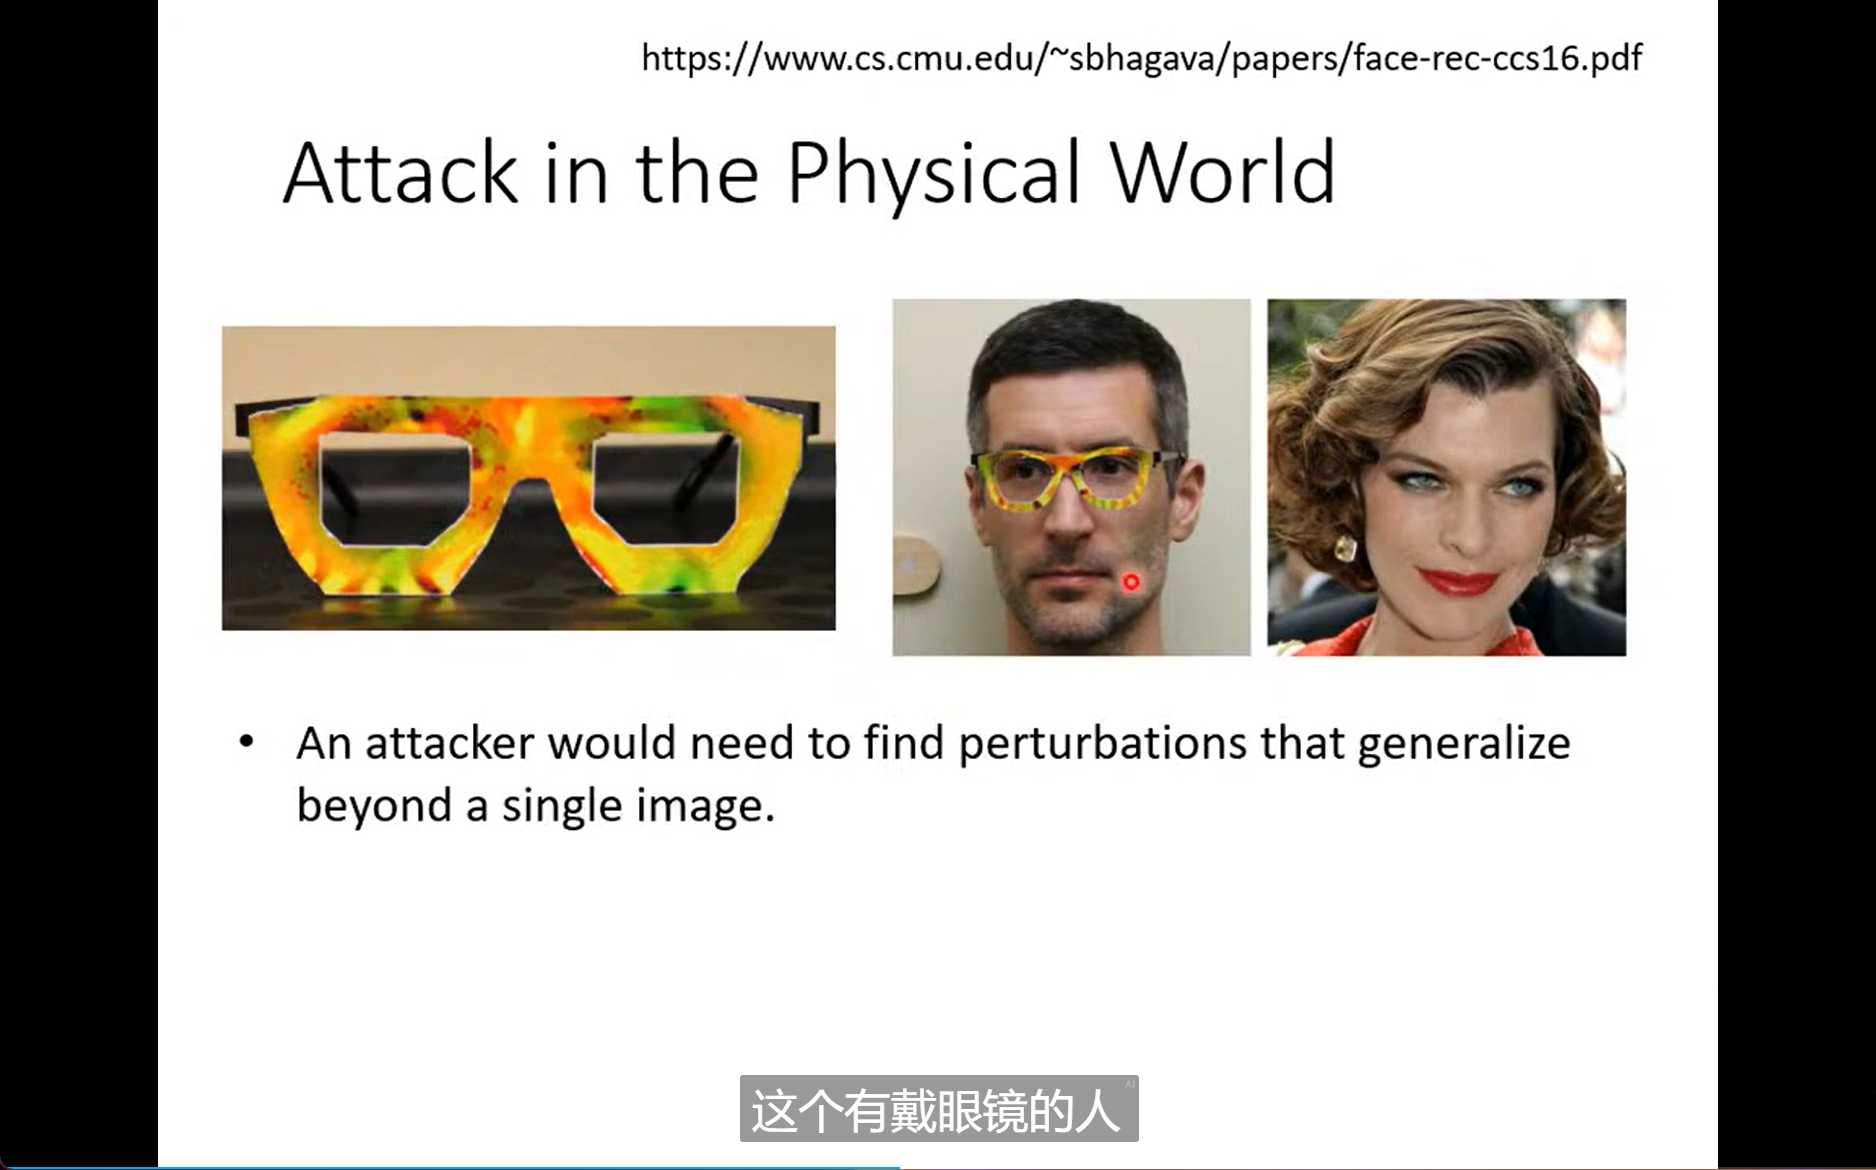 https://www.cs.cmu.edu/~sbhagava/papers/face-rec-ccs16.pdf
Attack in the Physical World
• An attacker would need to find perturbations that generalize
beyond a single image.
AI
这个有戴眼镜的人